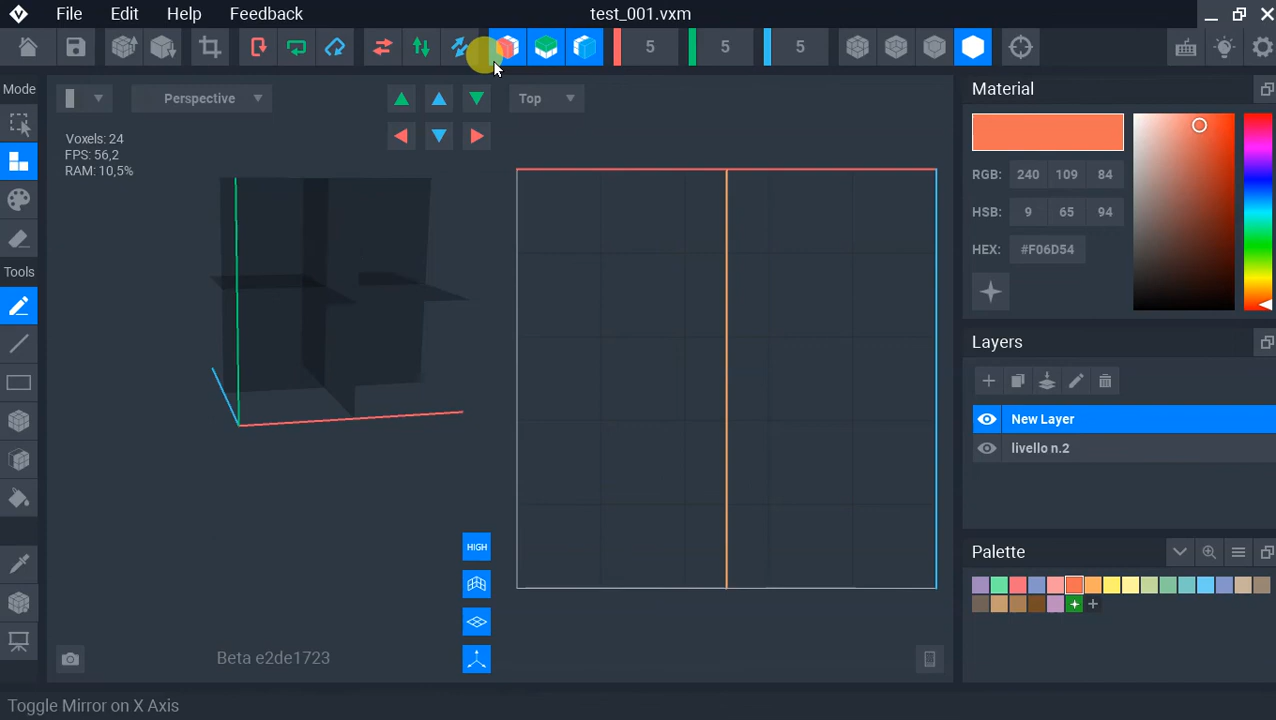 File Edit Help Feedback test_001.vxm
5 5 5
Mode
Perspective
Top
Voxels: 24
FPS: 56,2
RAM: 10,5%
Material
RGB: 240 109 84
HSB: 9 65 94
HEX: #F06D54
Tools
Layers
New Layer
livello n.2
HIGH
Palette
Beta e2de1723
Toggle Mirror on X Axis